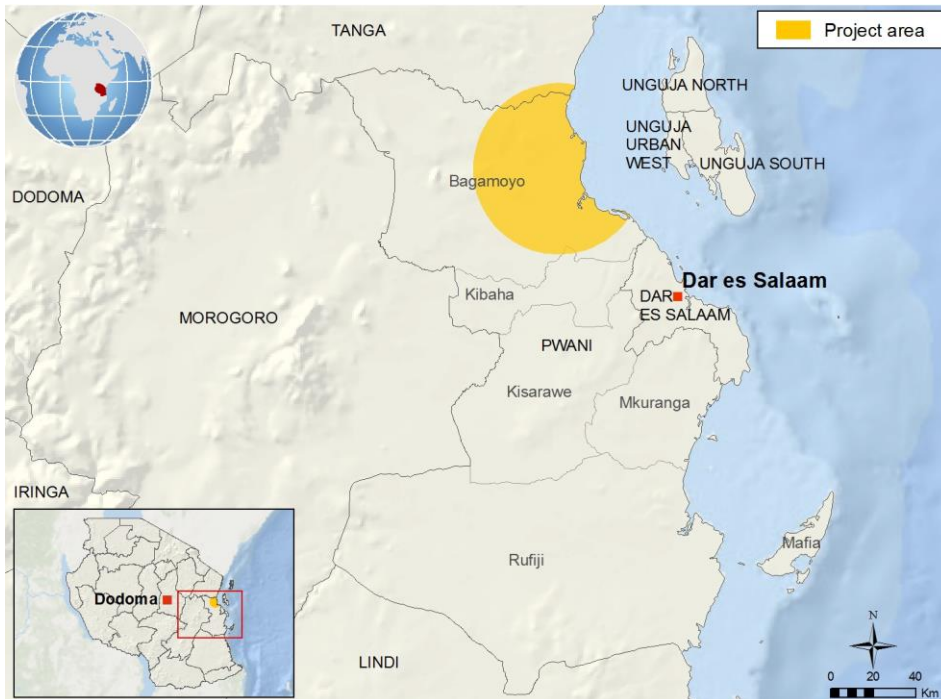 TANGA
Project area
UNGUJA NORTH
UNGUJA
URBAN
WEST
UNGUJA SOUTH
DODOMA
Bagamoyo
Dar es Salaam
Kibaha
DAR
ES SALAAM
MOROGORO
PWANI
Kisarawe
Mkuranga
IRINGA
Mafia
Rufiji
Dodoma
LINDI
N
0 10 20 40
Km